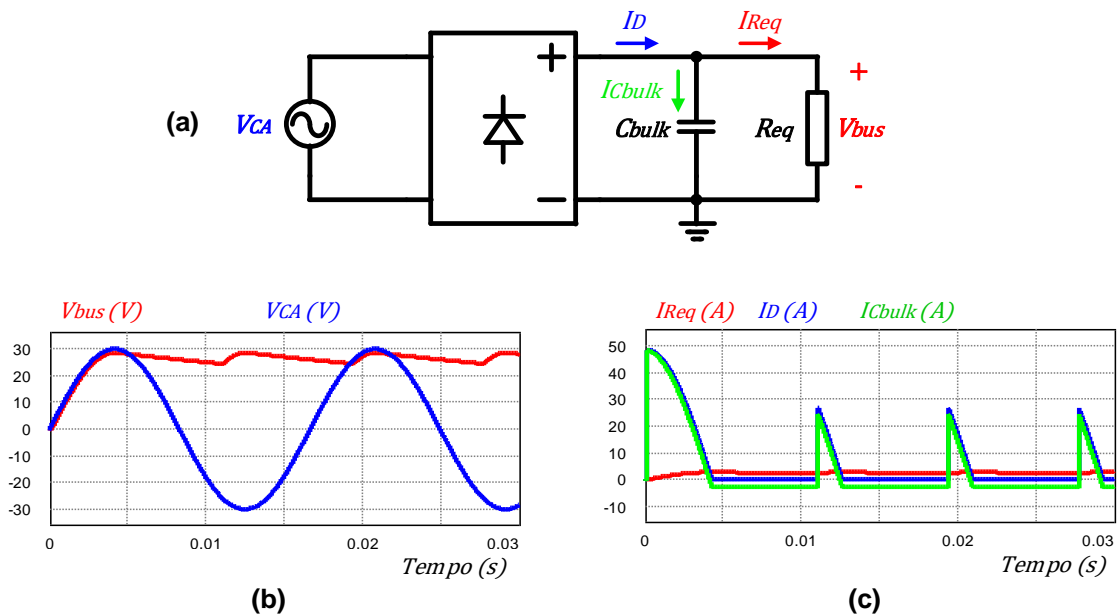 ID
IReq
+
+
ICbulk
(a)
VCA
Cbulk
Req
Vbus
−
-
Vbus (V)
VCA (V)
30
20
10
0
-10
-20
-30
0
0.01
0.02
0.03
Tempo (s)
(b)
IReq (A)
ID (A)
ICbulk (A)
50
40
30
20
10
0
-10
0
0.01
0.02
0.03
Tempo (s)
(c)